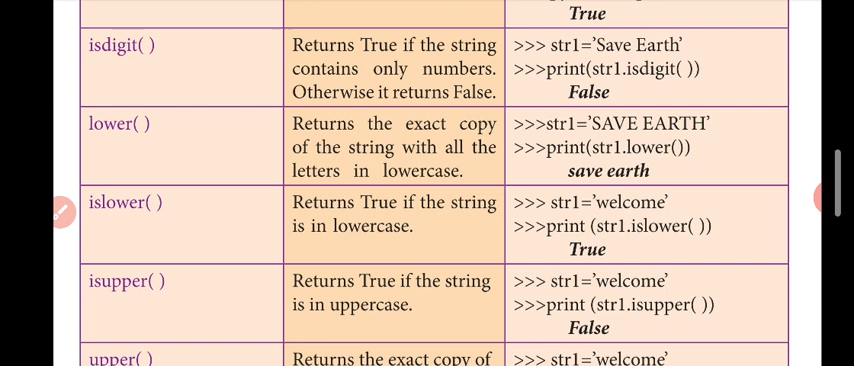 True
isdigit( )
Returns True if the string
contains only numbers.
Otherwise it returns False.
>>> str1=’Save Earth’
>>>print(str1.isdigit( ))
False
lower( )
Returns the exact copy
of the string with all the
letters in lowercase.
>>>str1=’SAVE EARTH’
>>>print(str1.lower())
save earth
islower( )
Returns True if the string
is in lowercase.
>>> str1=’welcome’
>>>print (str1.islower( ))
True
isupper( )
Returns True if the string
is in uppercase.
>>> str1=’welcome’
>>>print (str1.isupper( ))
False
upper( )
Returns the exact copy of
>>> str1=’welcome’